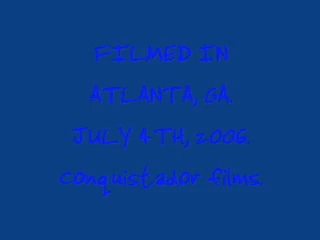 FILMED IN
ATLANTA, GA.
JULY 4TH, 2006.
Conquistador films.